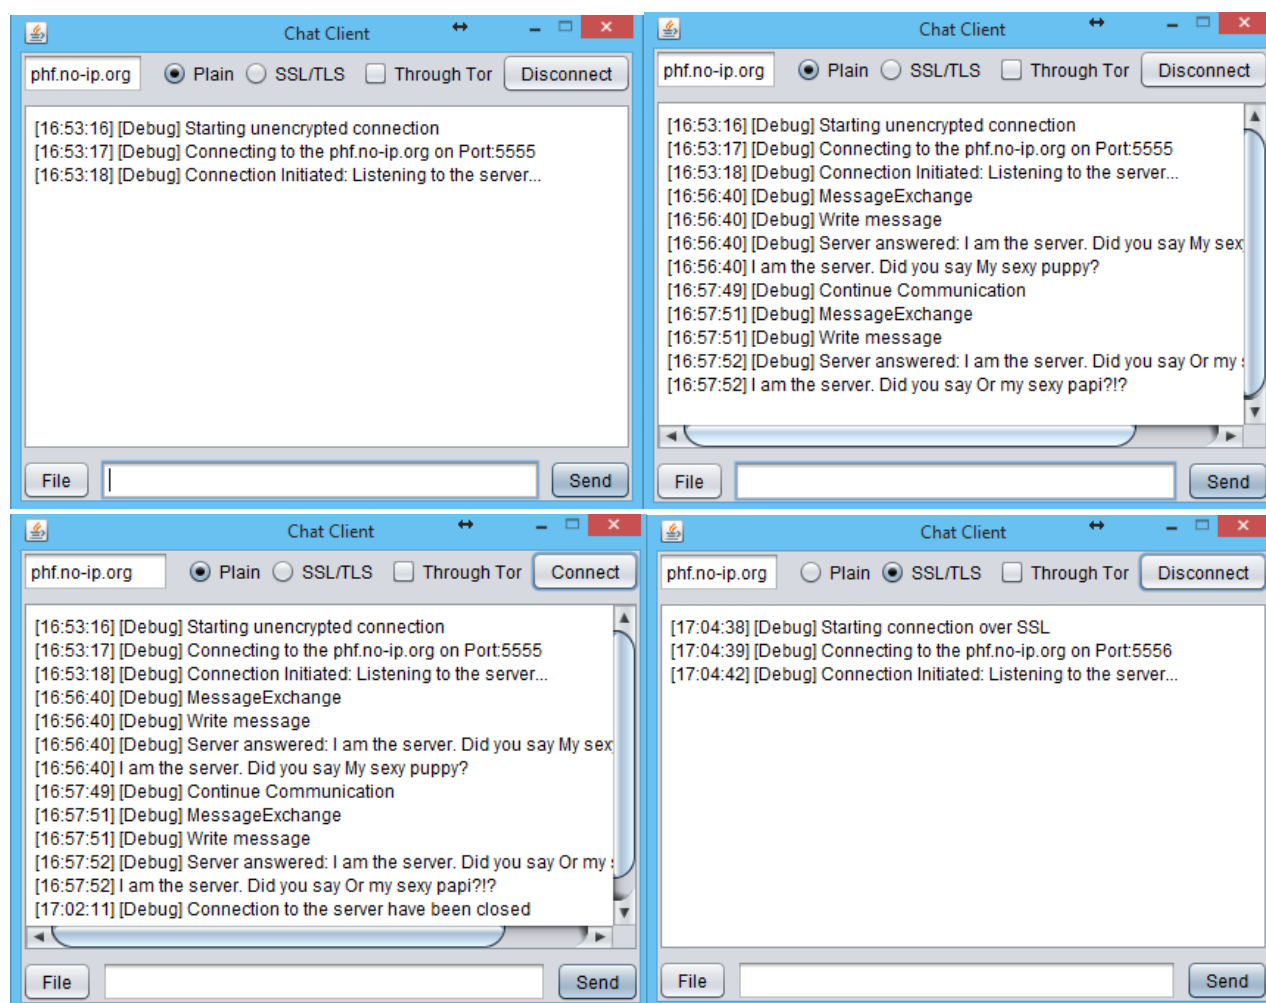 Chat Client
phf.no-ip.org Plain SSL/TLS Through Tor Disconnect
[16:53:16] [Debug] Starting unencrypted connection
[16:53:17] [Debug] Connecting to the phf.no-ip.org on Port:5555
[16:53:18] [Debug] Connection Initiated: Listening to the server...
File Send
Chat Client
phf.no-ip.org Plain SSL/TLS Through Tor Disconnect
[16:53:16] [Debug] Starting unencrypted connection
[16:53:17] [Debug] Connecting to the phf.no-ip.org on Port:5555
[16:53:18] [Debug] Connection Initiated: Listening to the server...
[16:56:40] [Debug] MessageExchange
[16:56:40] [Debug] Write message
[16:56:40] [Debug] Server answered: I am the server. Did you say My sex
[16:56:40] I am the server. Did you say My sexy puppy?
[16:57:49] [Debug] Continue Communication
[16:57:51] [Debug] MessageExchange
[16:57:51] [Debug] Write message
[16:57:52] [Debug] Server answered: I am the server. Did you say Or my
[16:57:52] I am the server. Did you say Or my sexy papi?!?
File Send
Chat Client
phf.no-ip.org Plain SSL/TLS Through Tor Connect
[16:53:16] [Debug] Starting unencrypted connection
[16:53:17] [Debug] Connecting to the phf.no-ip.org on Port:5555
[16:53:18] [Debug] Connection Initiated: Listening to the server...
[16:56:40] [Debug] MessageExchange
[16:56:40] [Debug] Write message
[16:56:40] [Debug] Server answered: I am the server. Did you say My sex
[16:56:40] I am the server. Did you say My sexy puppy?
[16:57:49] [Debug] Continue Communication
[16:57:51] [Debug] MessageExchange
[16:57:51] [Debug] Write message
[16:57:52] [Debug] Server answered: I am the server. Did you say Or my
[16:57:52] I am the server. Did you say Or my sexy papi?!?
[17:02:11] [Debug] Connection to the server have been closed
File Send
Chat Client
phf.no-ip.org Plain SSL/TLS Through Tor Disconnect
[17:04:38] [Debug] Starting connection over SSL
[17:04:39] [Debug] Connecting to the phf.no-ip.org on Port:5556
[17:04:42] [Debug] Connection Initiated: Listening to the server...
File Send